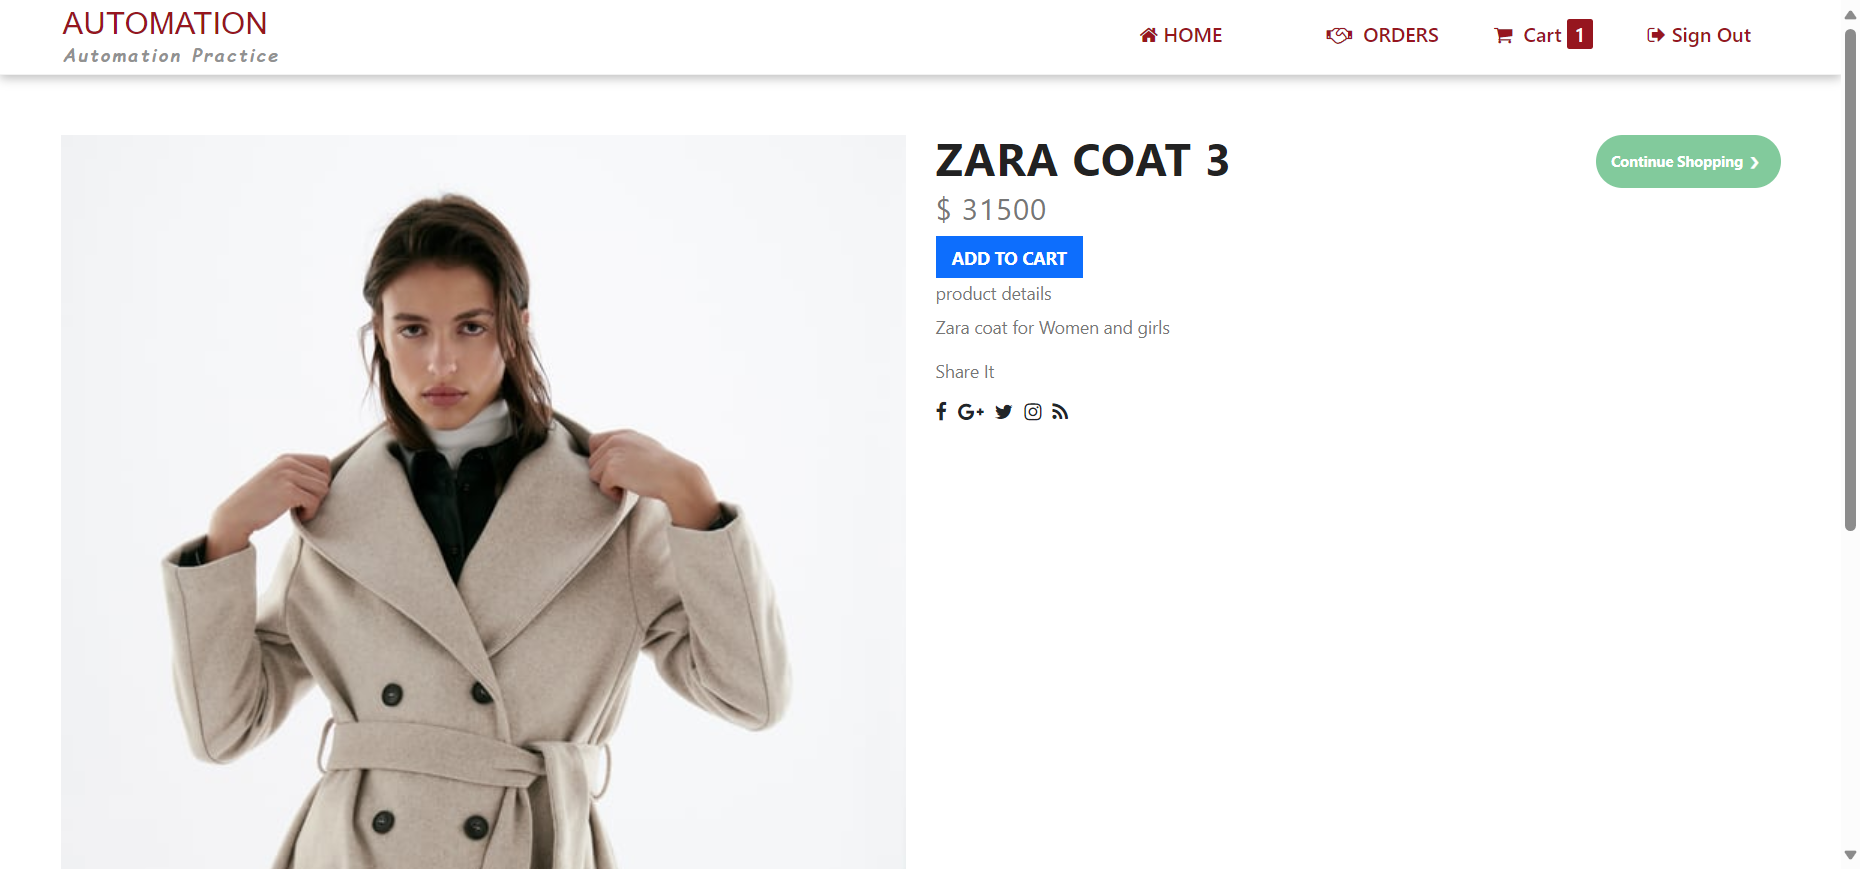 AUTOMATION
Automation Practice
HOME
ORDERS
Cart 1
Sign Out
ZARA COAT 3
Continue Shopping ❯
$ 31500
ADD TO CART
product details
Zara coat for Women and girls
Share It